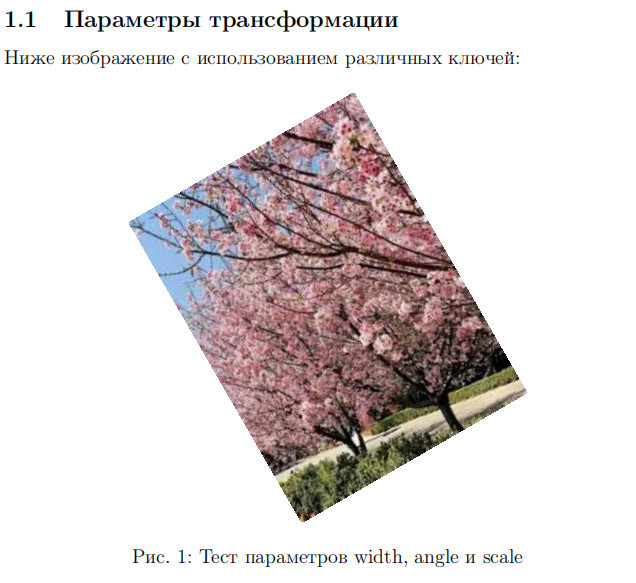 1.1 Параметры трансформации
Ниже изображение с использованием различных ключей:
Рис. 1: Тест параметров width, angle и scale